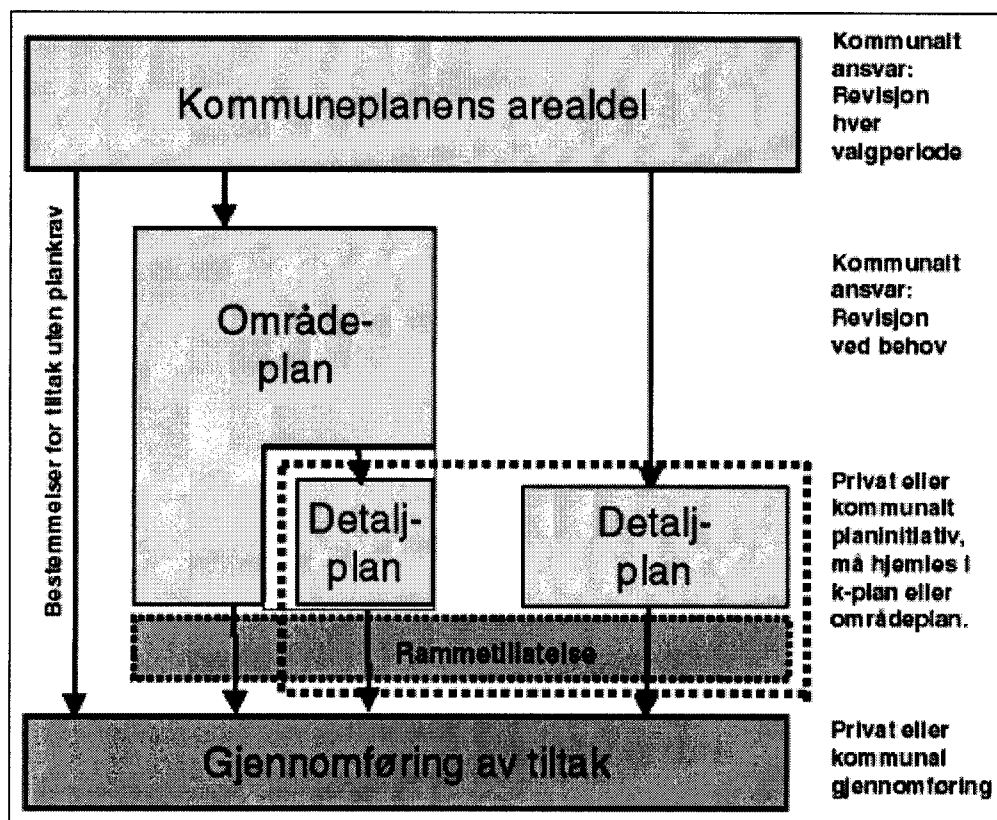 Kommuneplanens arealdel
Kommunalt
ansvar:
Revisjon
hver
valgperiode
Bestemmelser for tiltak uten plankrav
Område-
plan
Kommunalt
ansvar:
Revisjon
ved behov
Detalj-
plan
Detalj-
plan
Privat eller
kommunalt
planinitiativ,
må hjemles i
k-plan eller
områdeplan.
Rammetillatelse
Gjennomføring av tiltak
Privat eller
kommunal
gjennomføring